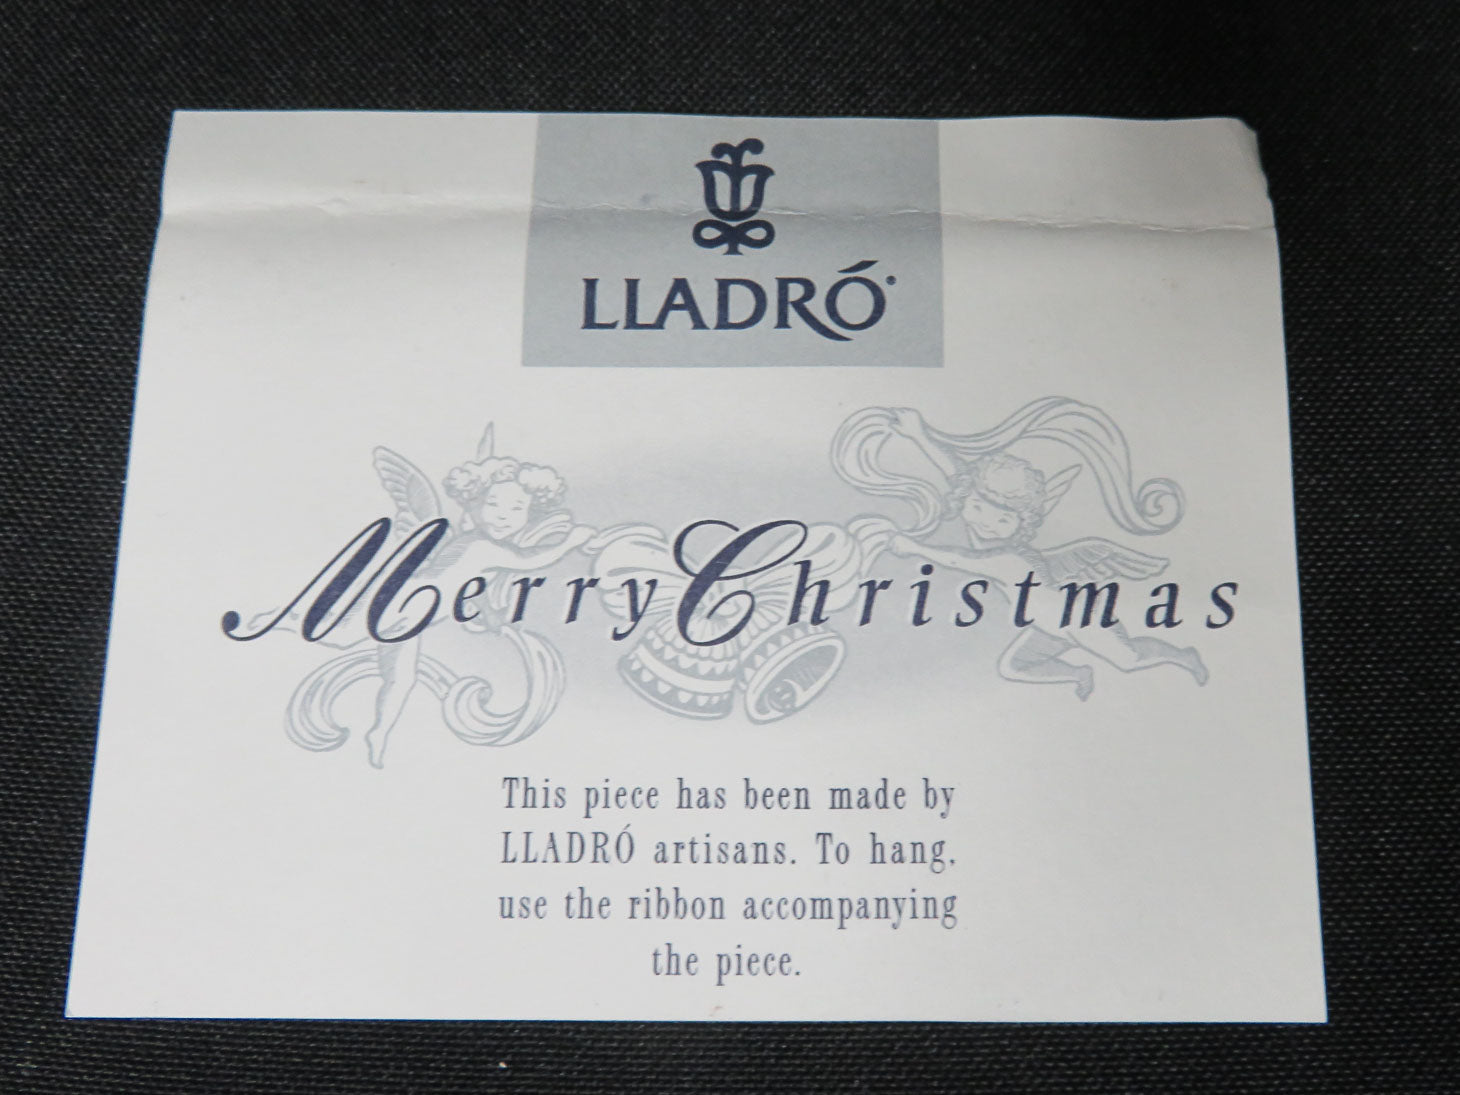 LLADRÓ
Merry Christmas
This piece has been made by
LLADRÓ artisans. To hang,
use the ribbon accompanying
the piece.